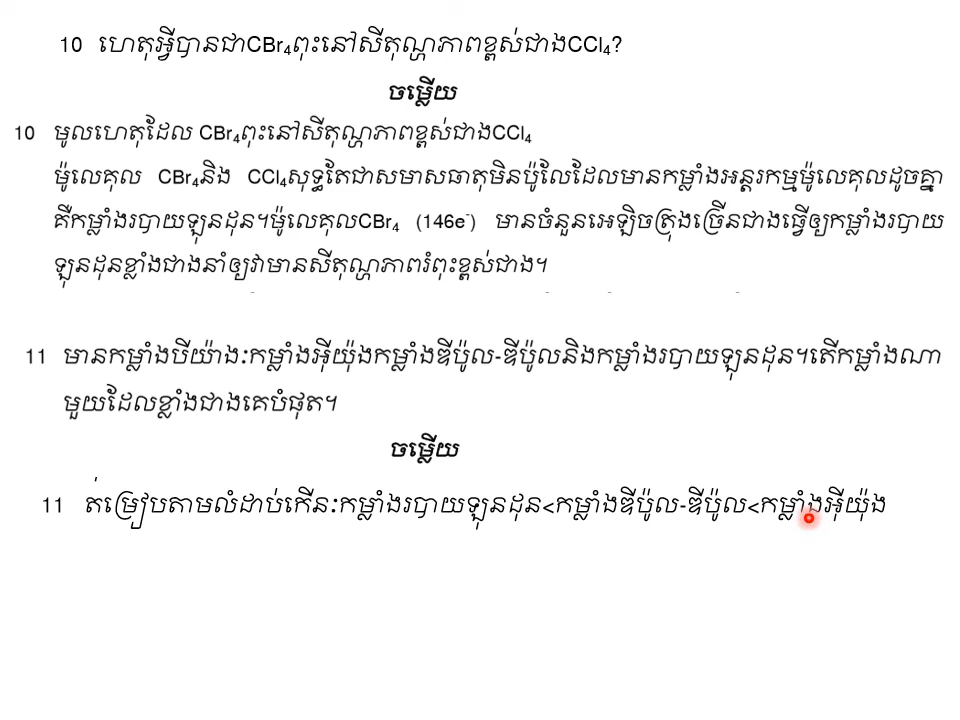 10 ហេតុអ្វីបានជាCBr₄ពុះនៅសីតុណ្ហភាពខ្ពស់ជាងCCl₄?
ចម្លើយ
10 មូលហេតុដែល CBr₄ពុះនៅសីតុណ្ហភាពខ្ពស់ជាងCCl₄
ម៉ូលេគុល CBr₄និង CCl₄សុទ្ធតែជាសមាសធាតុមិនប៉ូលែដែលមានកម្លាំងអន្តរកម្មម៉ូលេគុលដូចគ្នា
គឺកម្លាំងរបាយឡុនដុន។ម៉ូលេគុលCBr₄ (146e⁻) មានចំនួនអេឡិចត្រុងច្រើនជាងធ្វើឲ្យកម្លាំងរបាយ
ឡុនដុនខ្លាំងជាងនាំឲ្យវាមានសីតុណ្ហភាពរំពុះខ្ពស់ជាង។
11 មានកម្លាំងបីយ៉ាងៈកម្លាំងអ៊ីយ៉ុងកម្លាំងឌីប៉ូល-ឌីប៉ូលនិងកម្លាំងរបាយឡុនដុន។តើកម្លាំងណា
មួយដែលខ្លាំងជាងគេបំផុត។
ចម្លើយ
11 តម្រៀបតាមលំដាប់កើនៈកម្លាំងរបាយឡុនដុន<កម្លាំងឌីប៉ូល-ឌីប៉ូល<កម្លាំងអ៊ីយ៉ុង